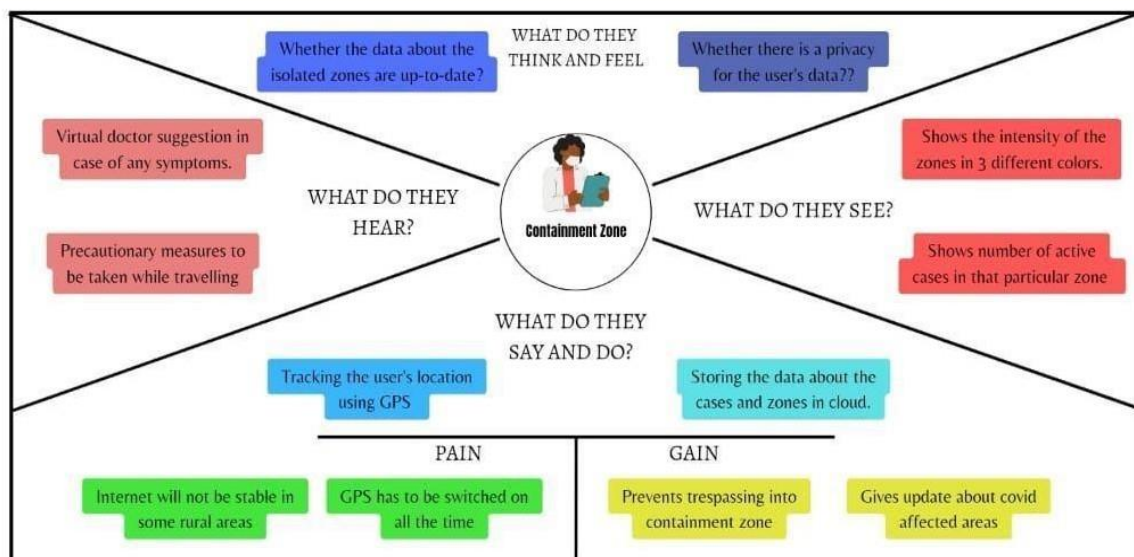 WHAT DO THEY
THINK AND FEEL
Whether the data about the
isolated zones are up-to-date?
Whether there is a privacy
for the user's data??
Virtual doctor suggestion in
case of any symptoms.
Precautionary measures to
be taken while travelling
WHAT DO THEY
HEAR?
Containment Zone
WHAT DO THEY SEE?
Shows the intensity of the
zones in 3 different colors.
Shows number of active
cases in that particular zone
WHAT DO THEY
SAY AND DO?
Tracking the user's location
using GPS
Storing the data about the
cases and zones in cloud.
PAIN
Internet will not be stable in
some rural areas
GPS has to be switched on
all the time
GAIN
Prevents trespassing into
containment zone
Gives update about covid
affected areas